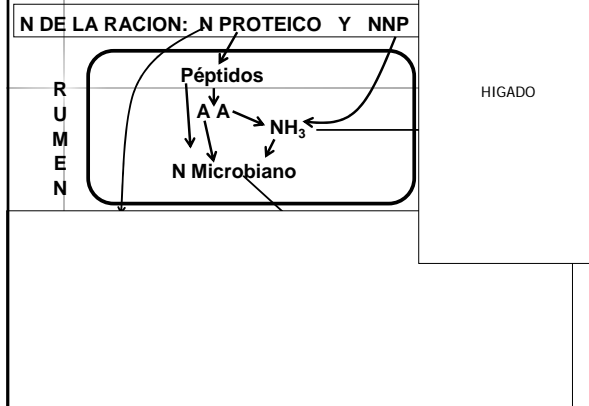 N DE LA RACION: N PROTEICO Y NNP
Péptidos
HIGADO
R
U
M
E
N
A A
NH₃
N Microbiano